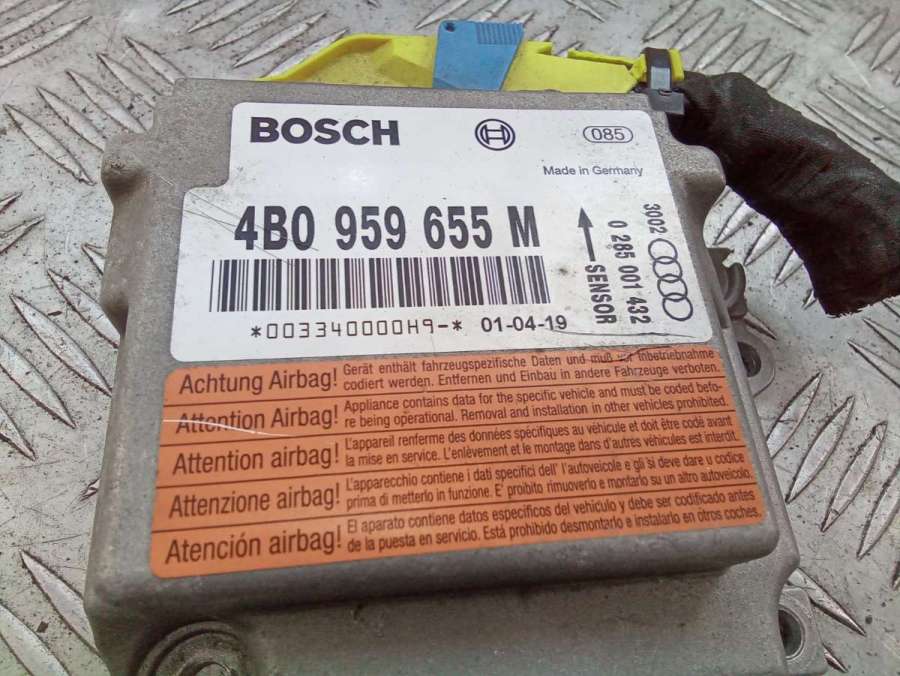 BOSCH
085
Made in Germany
4B0 959 655 M
3002
0 285 001 432
SENSOR
*003340000H9-* 01-04-19
Achtung Airbag! Gerät enthält fahrzeugspezifische Daten und muß vor Inbetriebnahme
codiert werden. Entfernen und Einbau in andere Fahrzeuge verboten.
Attention Airbag! Appliance contains data for the specific vehicle and must be coded befo-
re being operational. Removal and installation in other vehicles prohibited.
Attention airbag! L'appareil renferme des données spécifiques au véhicule et doit être codé avant
la mise en service. L'enlèvement et le montage dans d'autres véhicules est interdit.
Attenzione airbag! L'apparecchio contiene i dati specifici dell' l'autoveicole e gli si deve dare u codice
prima di metterlo in funzione. E' proibito rimuoverlo e montarlo su un altro autoveicolo.
Atención airbag! El aparato contiene datos especificos del vehículo y debe ser codificado antes
de la puesta en servicio. Está prohibido desmontarlo e instalarlo en otros coches.